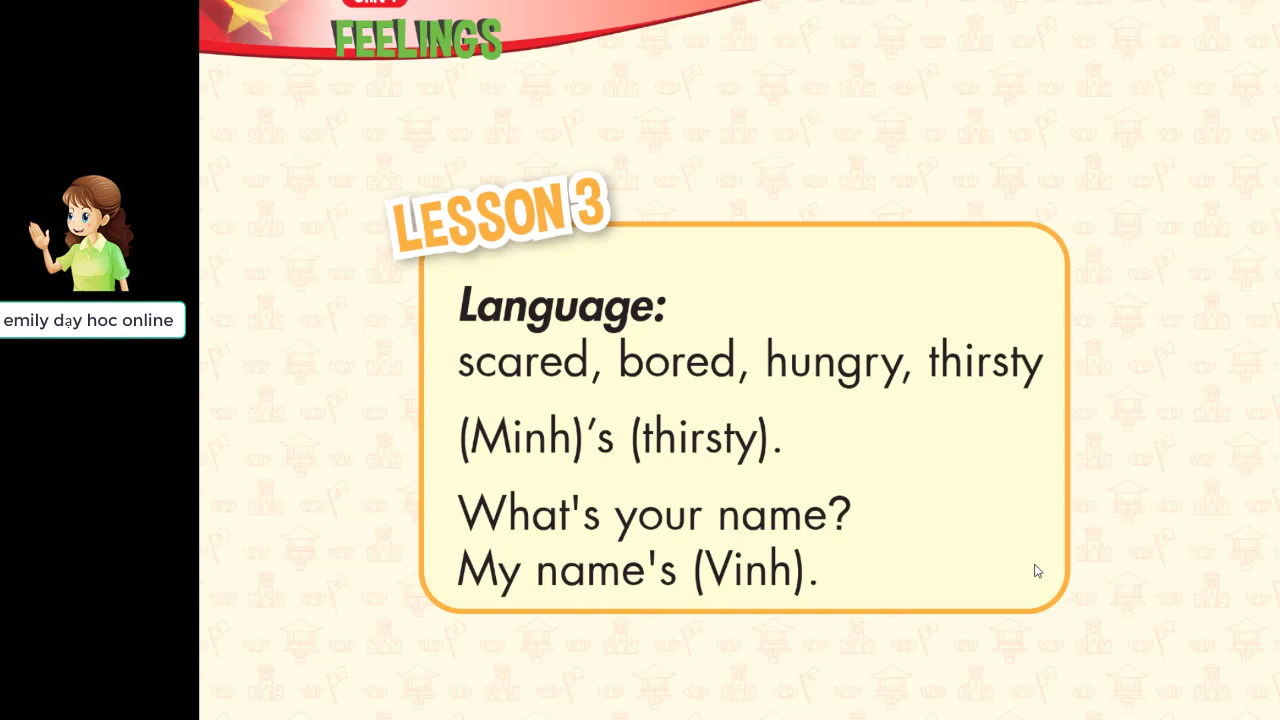 FEELINGS
LESSON 3
emily dạy hoc online
Language:
scared, bored, hungry, thirsty
(Minh)’s (thirsty).
What's your name?
My name's (Vinh).